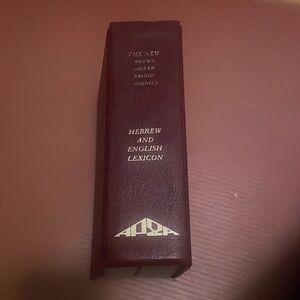 THE NEW
BROWN
DRIVER
BRIGGS
GESENIUS
HEBREW
AND
ENGLISH
LEXICON